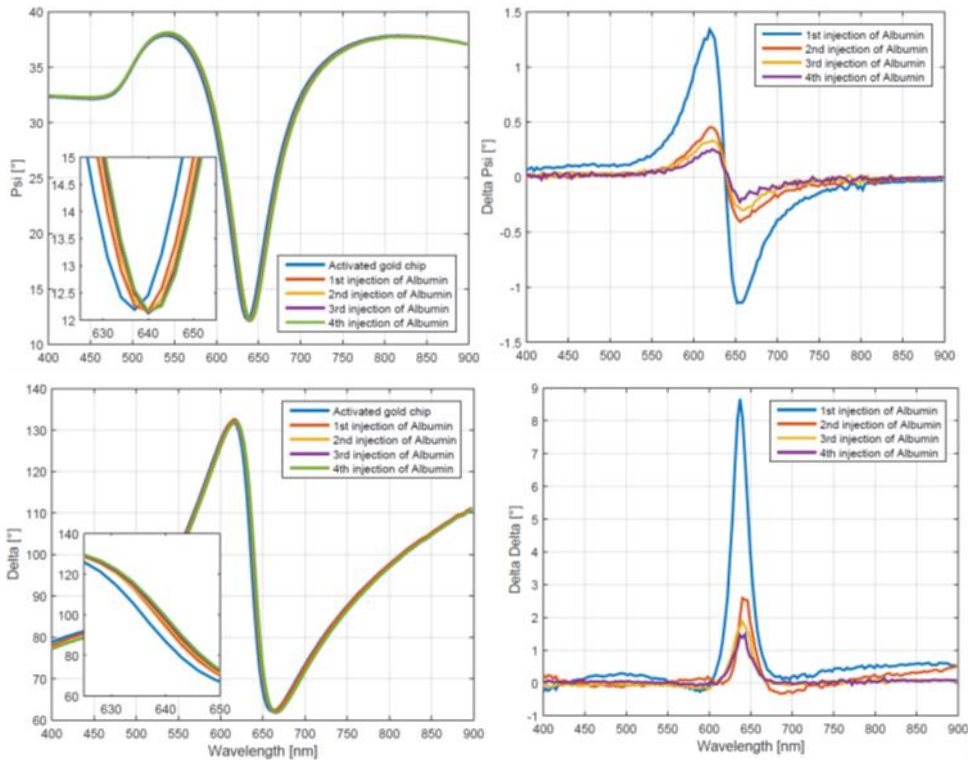 40
35
30
25
20
15
10
Psi [°]
15
14.5
14
13.5
13
12.5
12
630 640 650
Activated gold chip
1st injection of Albumin
2nd injection of Albumin
3rd injection of Albumin
4th injection of Albumin
400 450 500 550 600 650 700 750 800 850 900
1.5
1
0.5
0
-0.5
-1
-1.5
Delta Psi [°]
1st injection of Albumin
2nd injection of Albumin
3rd injection of Albumin
4th injection of Albumin
400 450 500 550 600 650 700 750 800 850 900
140
130
120
110
100
90
80
70
60
Delta [°]
Activated gold chip
1st injection of Albumin
2nd injection of Albumin
3rd injection of Albumin
4th injection of Albumin
140
120
100
80
60
630 640 650
400 450 500 550 600 650 700 750 800 850 900
Wavelength [nm]
9
8
7
6
5
4
3
2
1
0
-1
Delta Delta [°]
1st injection of Albumin
2nd injection of Albumin
3rd injection of Albumin
4th injection of Albumin
400 450 500 550 600 650 700 750 800 850 900
Wavelength [nm]